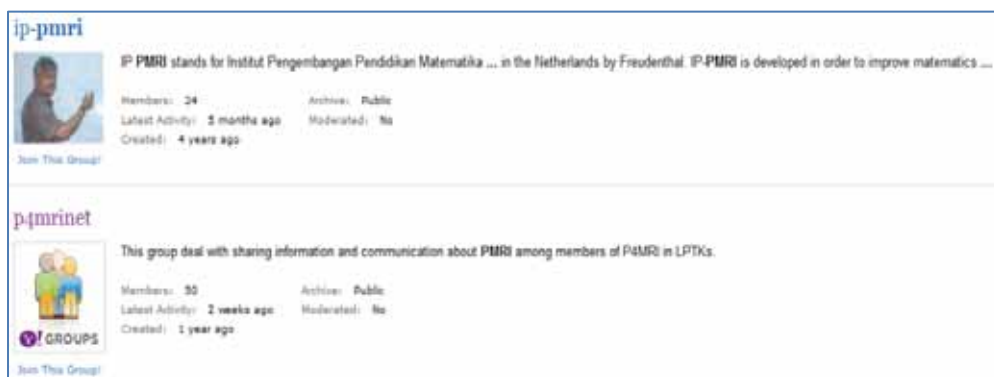 ip-pmri
IP PMRI stands for Institut Pengembangan Pendidikan Matematika ... in the Netherlands by Freudenthal. IP-PMRI is developed in order to improve matematics ...
Members: 24 Archive: Public
Latest Activity: 5 months ago Moderated: No
Created: 4 years ago
Join This Group!
p4mrinet
This group deal with sharing information and communication about PMRI among members of P4MRI in LPTKs.
Members: 50 Archive: Public
Latest Activity: 2 weeks ago Moderated: No
Created: 1 year ago
Y! GROUPS
Join This Group!